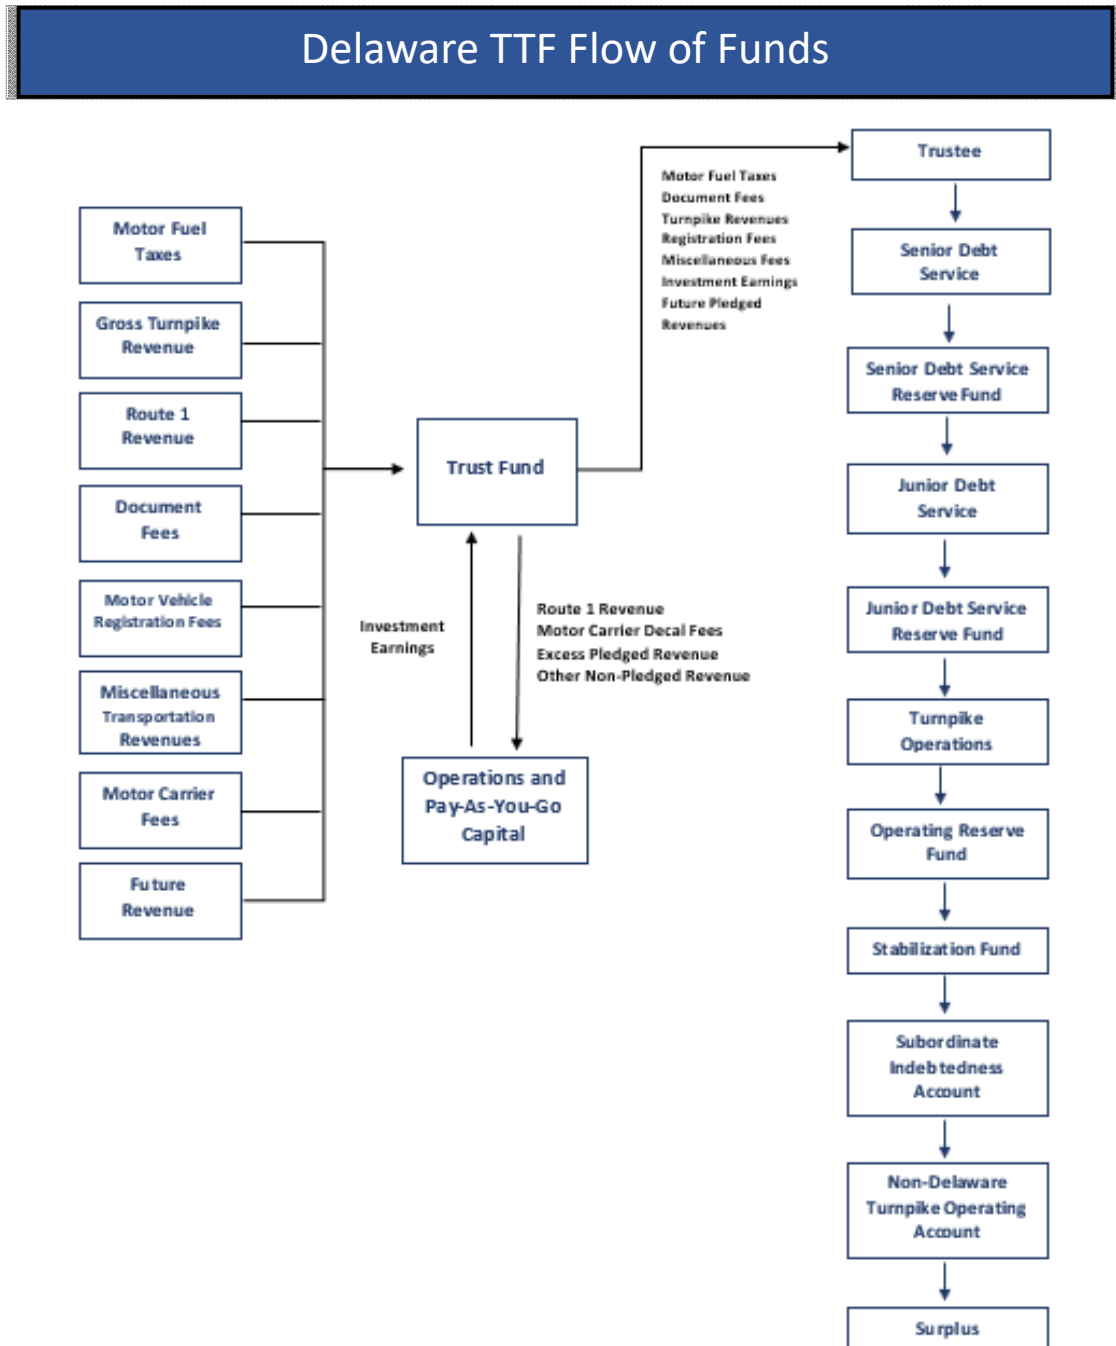 Delaware TTF Flow of Funds
Motor Fuel
Taxes
Gross Turnpike
Revenue
Route 1
Revenue
Document
Fees
Motor Vehicle
Registration Fees
Miscellaneous
Transportation
Revenues
Motor Carrier
Fees
Future
Revenue
Trust Fund
Investment
Earnings
Route 1 Revenue
Motor Carrier Decal Fees
Excess Pledged Revenue
Other Non-Pledged Revenue
Operations and
Pay-As-You-Go
Capital
Motor Fuel Taxes
Document Fees
Turnpike Revenues
Registration Fees
Miscellaneous Fees
Investment Earnings
Future Pledged
Revenues
Trustee
Senior Debt
Service
Senior Debt Service
Reserve Fund
Junior Debt
Service
Junior Debt Service
Reserve Fund
Turnpike
Operations
Operating Reserve
Fund
Stabilization Fund
Subordinate
Indebtedness
Account
Non-Delaware
Turnpike Operating
Account
Surplus